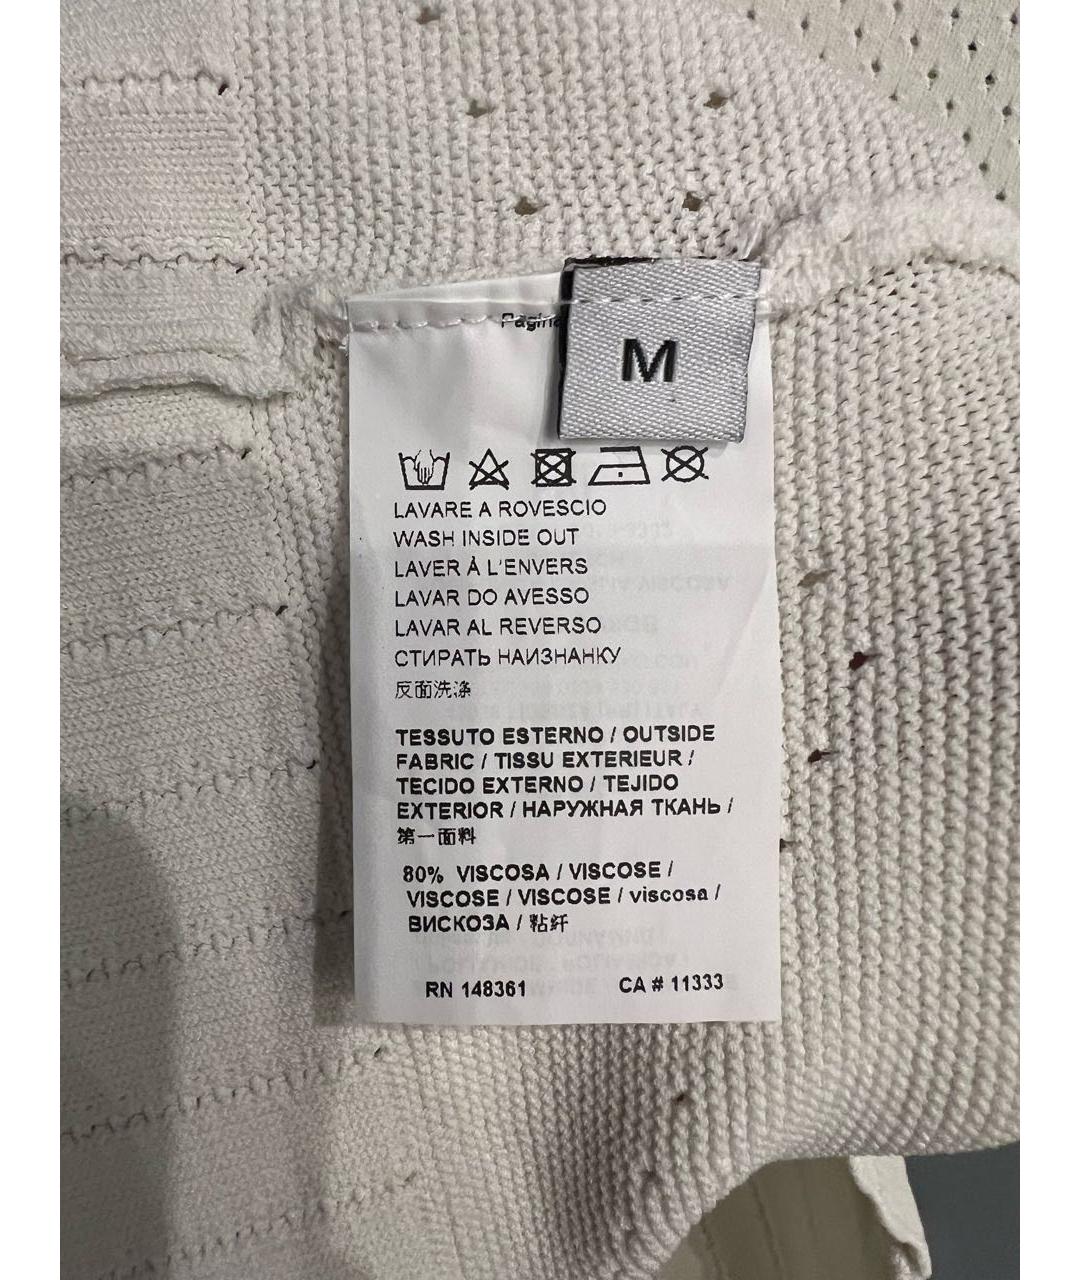 Pagina
M
LAVARE A ROVESCIO
WASH INSIDE OUT
LAVER À L'ENVERS
LAVAR DO AVESSO
LAVAR AL REVERSO
СТИРАТЬ НАИЗНАНКУ
反面洗涤
TESSUTO ESTERNO / OUTSIDE
FABRIC / TISSU EXTERIEUR /
TECIDO EXTERNO / TEJIDO
EXTERIOR / НАРУЖНАЯ ТКАНЬ /
第一面料
80% VISCOSA / VISCOSE /
VISCOSE / VISCOSE / viscosa /
ВИСКОЗА / 粘纤
RN 148361 CA # 11333